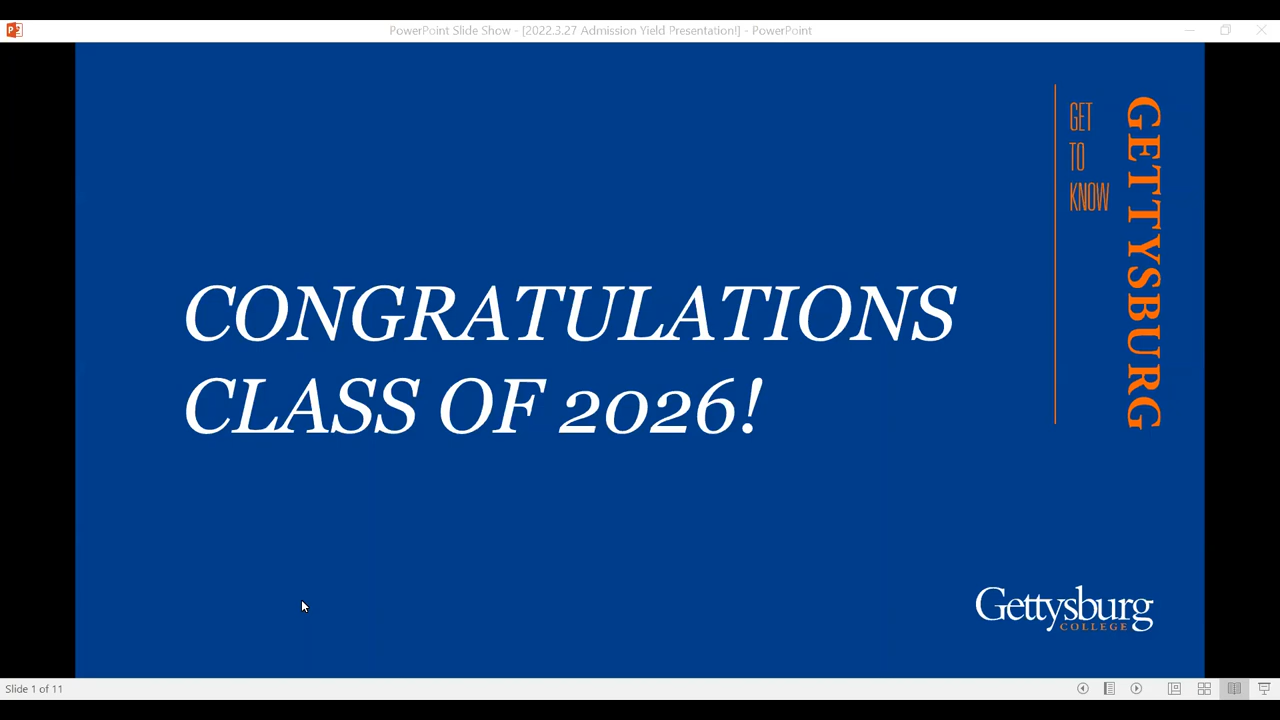 PowerPoint Slide Show - [2022.3.27 Admission Yield Presentation!] - PowerPoint
GET
TO
KNOW
GETTYSBURG
CONGRATULATIONS
CLASS OF 2026!
Gettysburg
COLLEGE
Slide 1 of 11